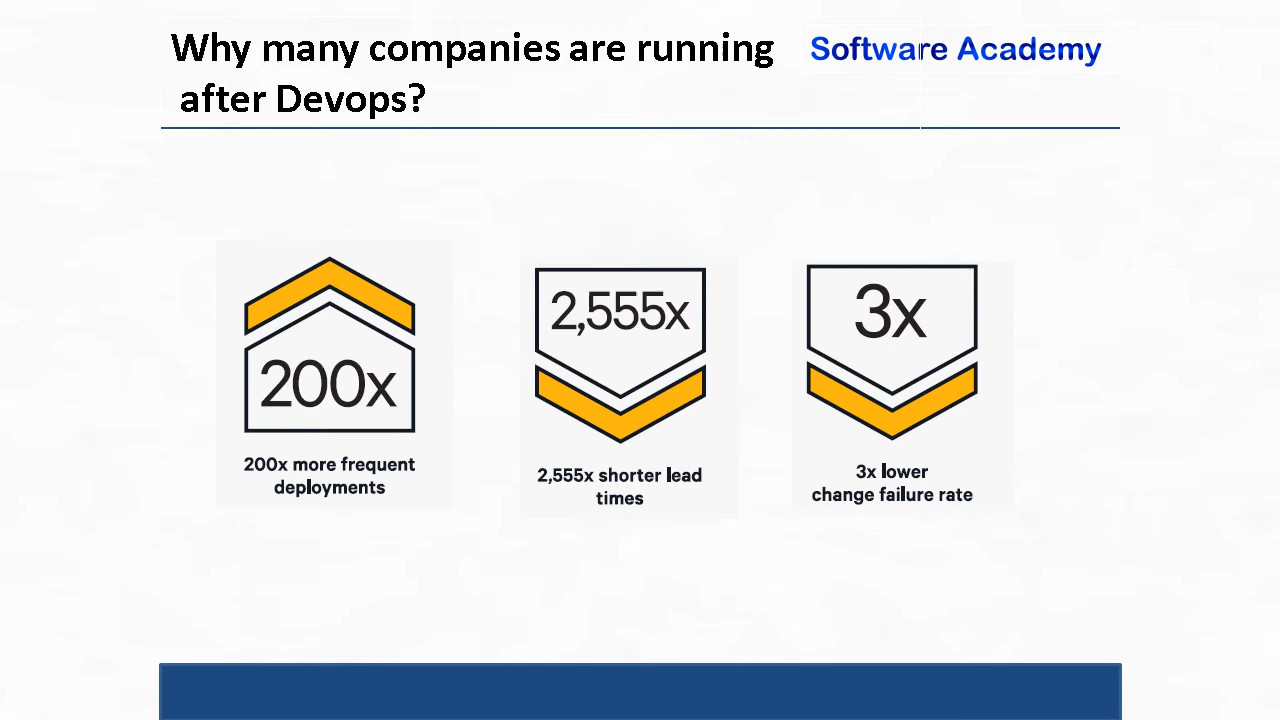 Why many companies are running
after Devops?
Software Academy
200x
200x more frequent
deployments
2,555x
2,555x shorter lead
times
3x
3x lower
change failure rate